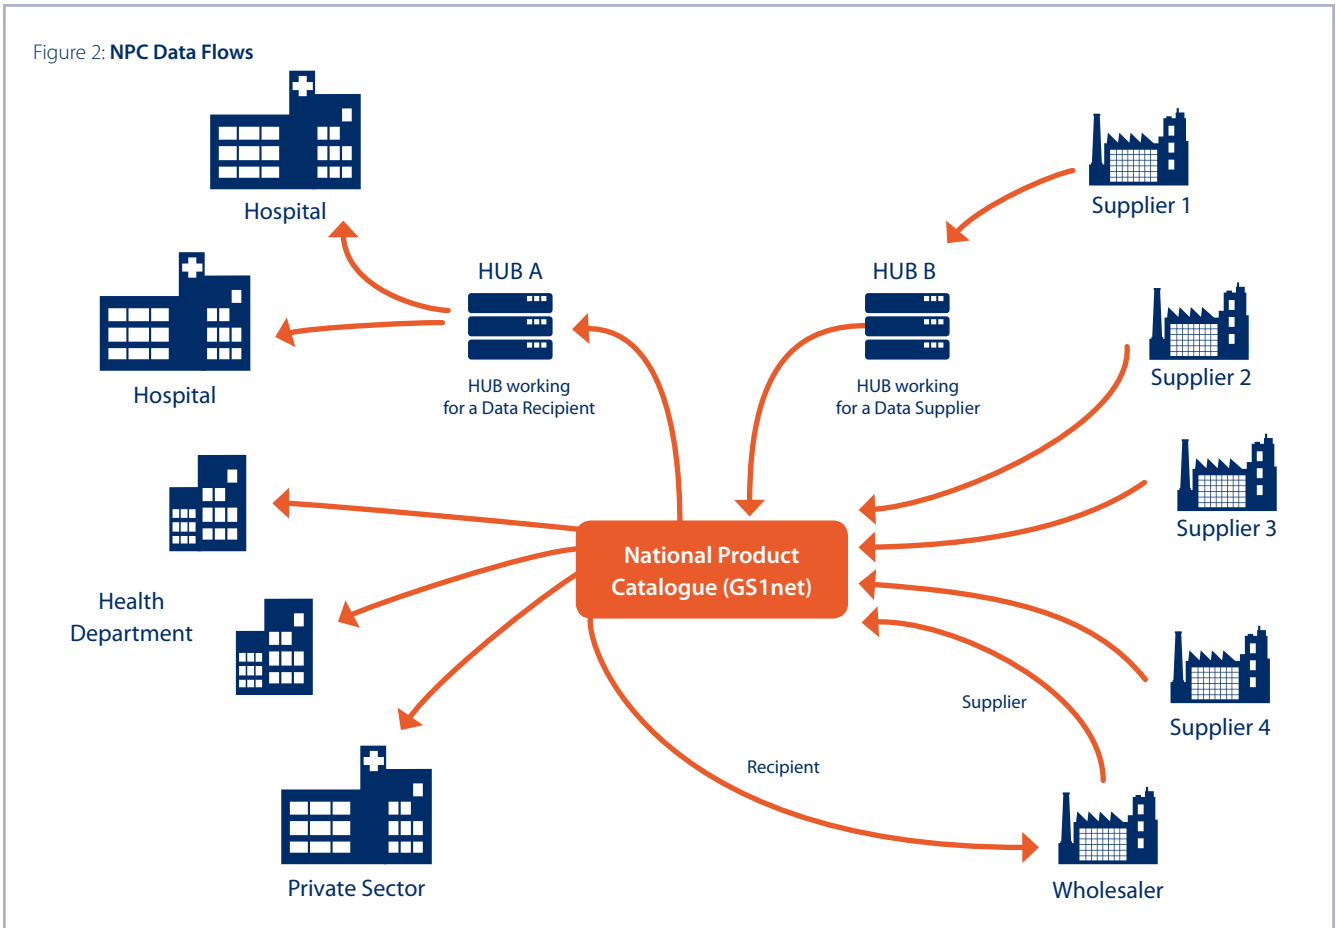 Figure 2: NPC Data Flows
Hospital
Supplier 1
HUB A
HUB B
Hospital
HUB working
for a Data Recipient
HUB working
for a Data Supplier
Supplier 2
Supplier 3
National Product
Catalogue (GS1net)
Health
Department
Supplier
Supplier 4
Recipient
Private Sector
Wholesaler